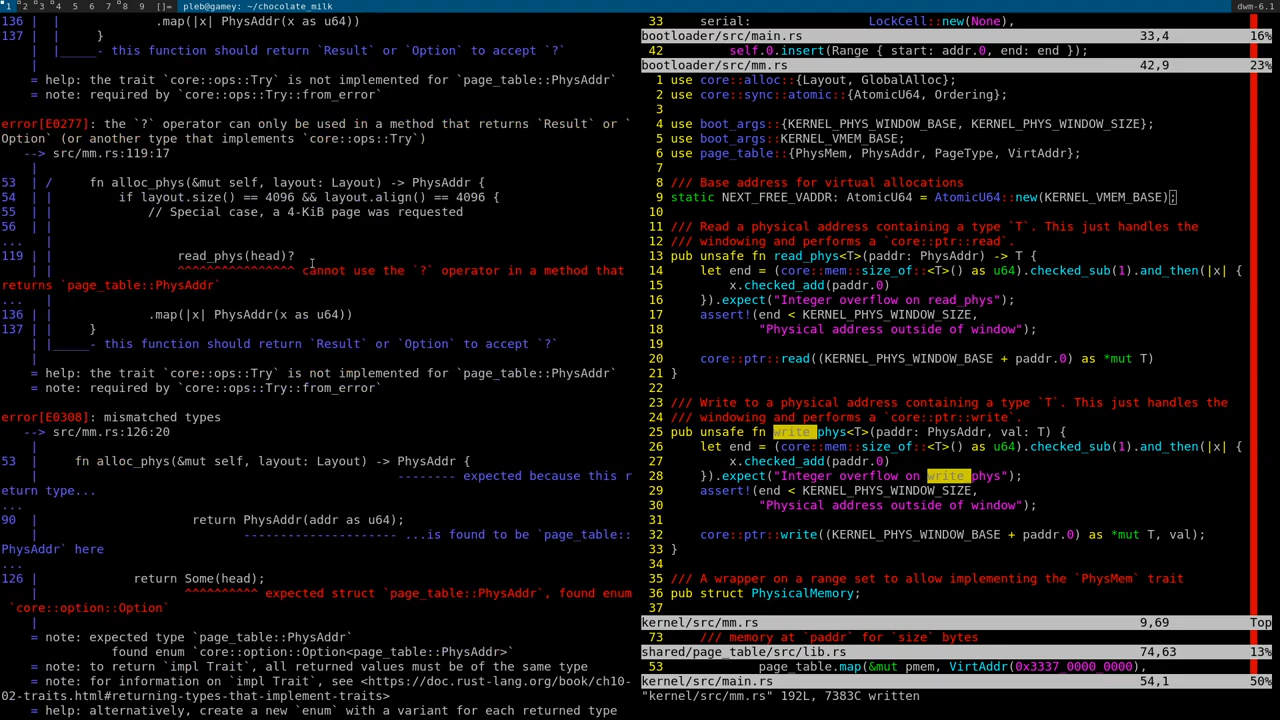 1 2 3 4 5 6 7 8 9 []= pleb@gamey: ~/chocolate_milk dwm-6.1
136 | | .map(|x| PhysAddr(x as u64))
137 | | }
| |_____- this function should return `Result` or `Option` to accept `?`
|
= help: the trait `core::ops::Try` is not implemented for `page_table::PhysAddr`
= note: required by `core::ops::Try::from_error`
error[E0277]: the `?` operator can only be used in a method that returns `Result` or `
Option` (or another type that implements `core::ops::Try`)
--> src/mm.rs:119:17
|
53 | / fn alloc_phys(&mut self, layout: Layout) -> PhysAddr {
54 | | if layout.size() == 4096 && layout.align() == 4096 {
55 | | // Special case, a 4-KiB page was requested
56 | |
... |
119 | | read_phys(head)?
| | ^^^^^^^^^^^^^^^^ cannot use the `?` operator in a method that
returns `page_table::PhysAddr`
... |
136 | | .map(|x| PhysAddr(x as u64))
137 | | }
| |_____- this function should return `Result` or `Option` to accept `?`
|
= help: the trait `core::ops::Try` is not implemented for `page_table::PhysAddr`
= note: required by `core::ops::Try::from_error`
error[E0308]: mismatched types
--> src/mm.rs:126:20
|
53 | fn alloc_phys(&mut self, layout: Layout) -> PhysAddr {
| -------- expected because this r
eturn type...
...
90 | return PhysAddr(addr as u64);
| --------------------- ...is found to be `page_table::
PhysAddr` here
...
126 | return Some(head);
| ^^^^^^^^^^ expected struct `page_table::PhysAddr`, found enum
`core::option::Option`
|
= note: expected type `page_table::PhysAddr`
found enum `core::option::Option<page_table::PhysAddr>`
= note: to return `impl Trait`, all returned values must be of the same type
= note: for information on `impl Trait`, see <https://doc.rust-lang.org/book/ch10-
02-traits.html#returning-types-that-implement-traits>
= help: alternatively, create a new `enum` with a variant for each returned type
33 serial: LockCell::new(None),
bootloader/src/main.rs 33,4 16%
42 self.0.insert(Range { start: addr.0, end: end });
bootloader/src/mm.rs 42,9 23%
1 use core::alloc::{Layout, GlobalAlloc};
2 use core::sync::atomic::{AtomicU64, Ordering};
3
4 use boot_args::{KERNEL_PHYS_WINDOW_BASE, KERNEL_PHYS_WINDOW_SIZE};
5 use boot_args::KERNEL_VMEM_BASE;
6 use page_table::{PhysMem, PhysAddr, PageType, VirtAddr};
7
8 /// Base address for virtual allocations
9 static NEXT_FREE_VADDR: AtomicU64 = AtomicU64::new(KERNEL_VMEM_BASE);
10
11 /// Read a physical address containing a type `T`. This just handles the
12 /// windowing and performs a `core::ptr::read`.
13 pub unsafe fn read_phys<T>(paddr: PhysAddr) -> T {
14 let end = (core::mem::size_of::<T>() as u64).checked_sub(1).and_then(|x| {
15 x.checked_add(paddr.0)
16 }).expect("Integer overflow on read_phys");
17 assert!(end < KERNEL_PHYS_WINDOW_SIZE,
18 "Physical address outside of window");
19
20 core::ptr::read((KERNEL_PHYS_WINDOW_BASE + paddr.0) as *mut T)
21 }
22
23 /// Write to a physical address containing a type `T`. This just handles the
24 /// windowing and performs a `core::ptr::write`.
25 pub unsafe fn write_phys<T>(paddr: PhysAddr, val: T) {
26 let end = (core::mem::size_of::<T>() as u64).checked_sub(1).and_then(|x| {
27 x.checked_add(paddr.0)
28 }).expect("Integer overflow on write_phys");
29 assert!(end < KERNEL_PHYS_WINDOW_SIZE,
30 "Physical address outside of window");
31
32 core::ptr::write((KERNEL_PHYS_WINDOW_BASE + paddr.0) as *mut T, val);
33 }
34
35 /// A wrapper on a range set to allow implementing the `PhysMem` trait
36 pub struct PhysicalMemory;
37
kernel/src/mm.rs 9,69 Top
73 /// memory at `paddr` for `size` bytes
shared/page_table/src/lib.rs 74,63 13%
53 page_table.map(&mut pmem, VirtAddr(0x3337_0000_0000),
kernel/src/main.rs 54,1 50%
"kernel/src/mm.rs" 192L, 7383C written